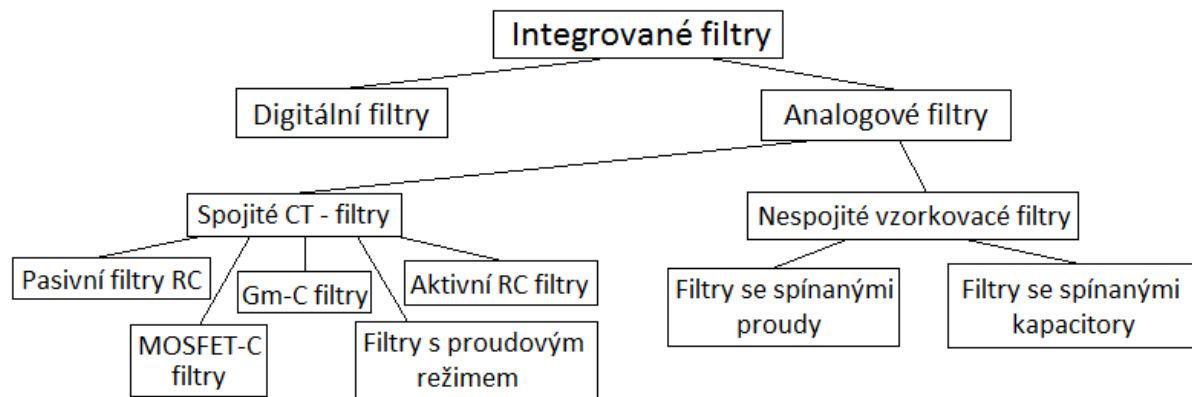 Integrované filtry
Digitální filtry
Analogové filtry
Spojité CT - filtry
Nespojité vzorkovacé filtry
Pasivní filtry RC
Gm-C filtry
Aktivní RC filtry
MOSFET-C
filtry
Filtry s proudovým
režimem
Filtry se spínanými
proudy
Filtry se spínanými
kapacitory